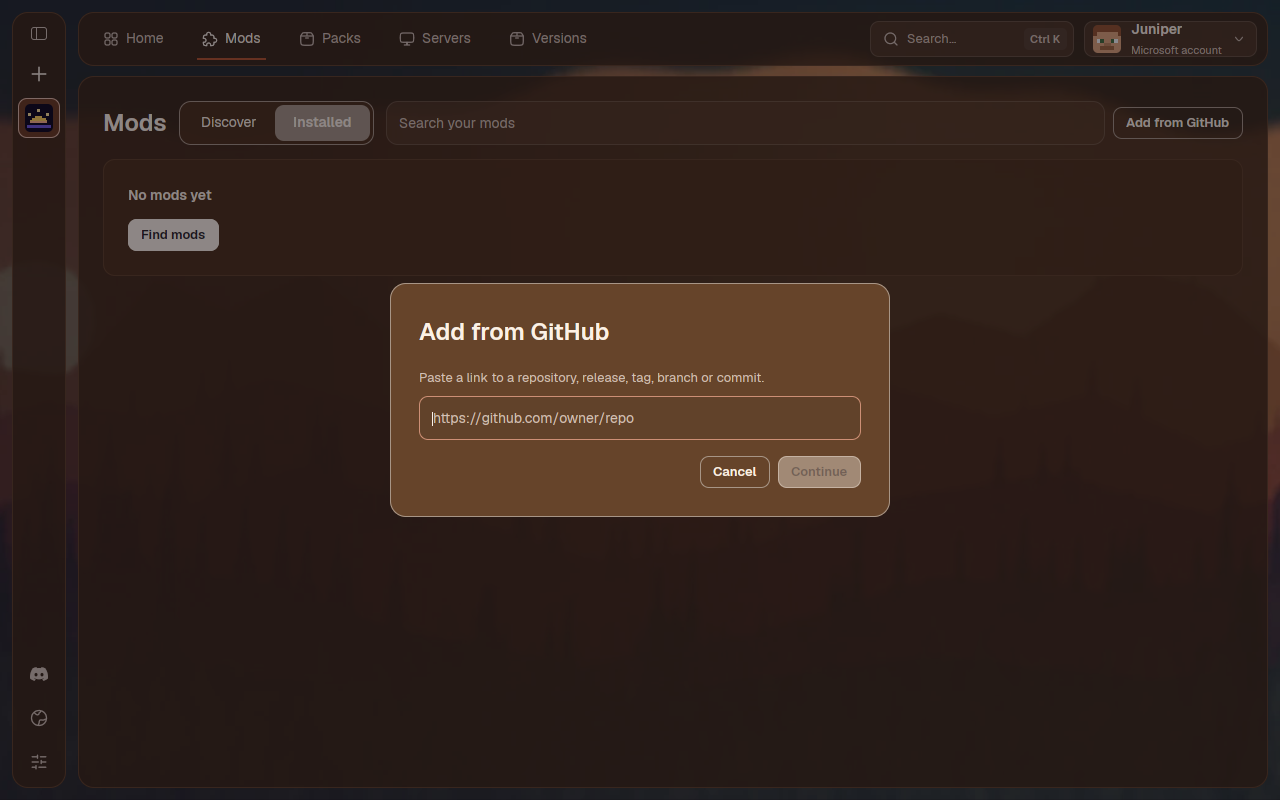 Home
Mods
Packs
Servers
Versions
Search...
Ctrl K
Juniper
Microsoft account
Mods
Discover
Installed
Search your mods
Add from GitHub
No mods yet
Find mods
Add from GitHub
Paste a link to a repository, release, tag, branch or commit.
https://github.com/owner/repo
Cancel
Continue